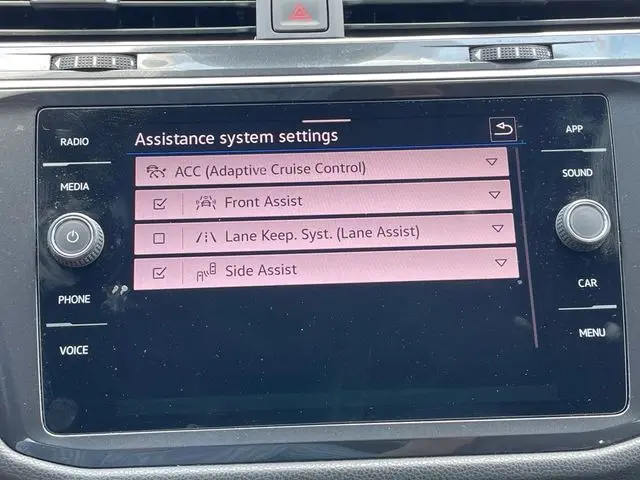 RADIO
MEDIA
PHONE
VOICE
Assistance system settings
ACC (Adaptive Cruise Control)
Front Assist
Lane Keep. Syst. (Lane Assist)
Side Assist
APP
SOUND
CAR
MENU